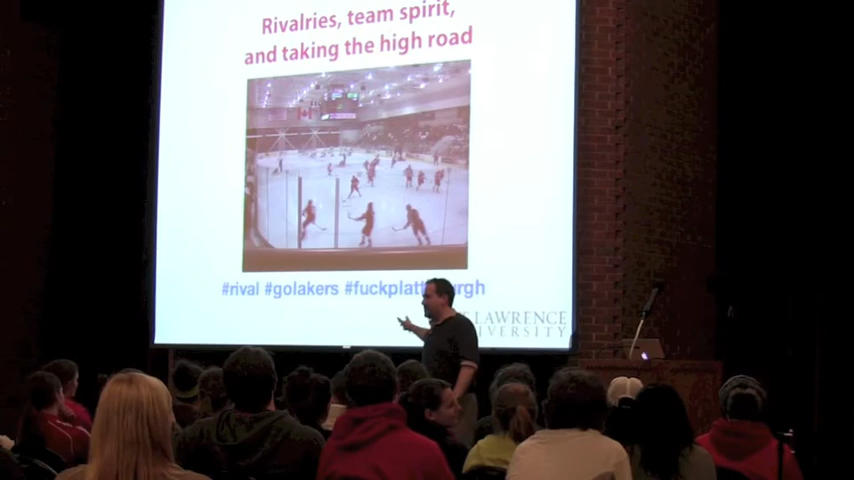 Rivalries, team spirit,
and taking the high road
#rival #golakers
LAWRENCE